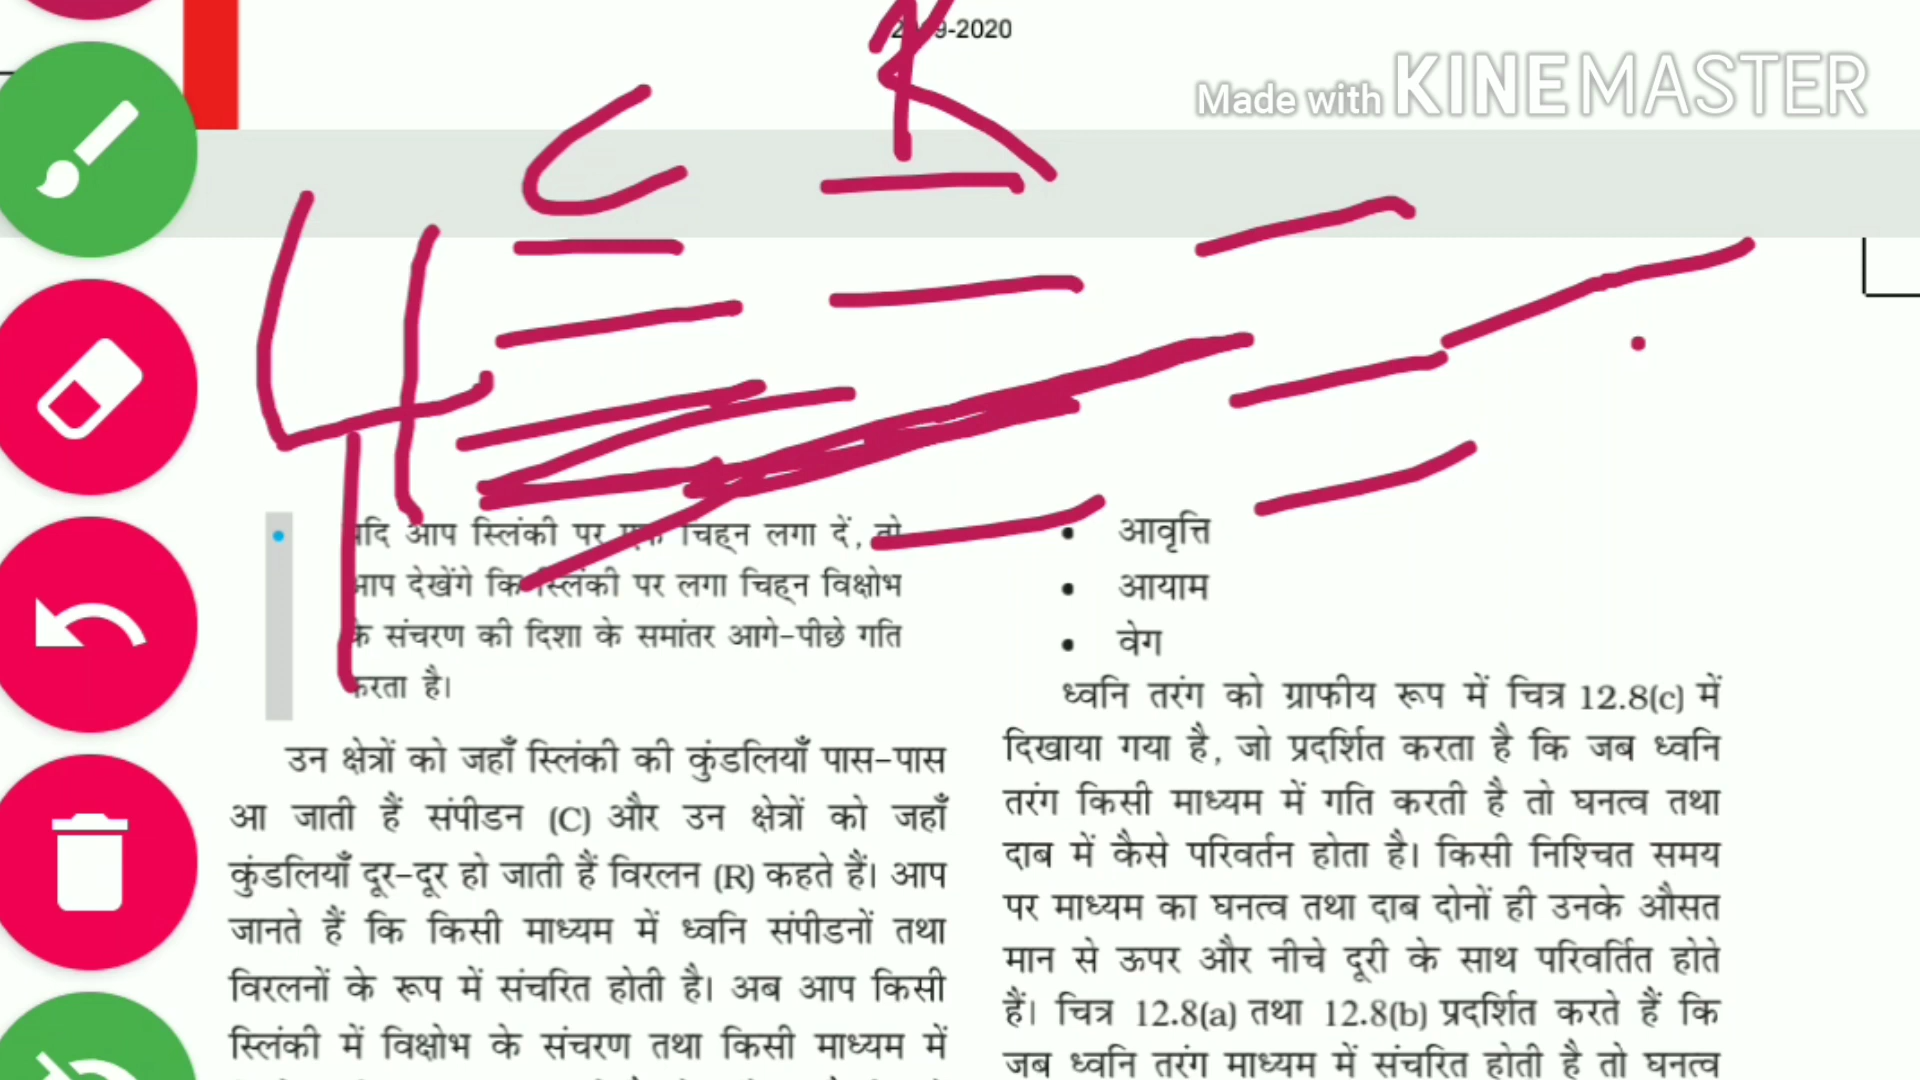 -2020
Made with KINEMASTER
C R
यदि आप स्लिंकी पर एक चिह्न लगा दें, तो
आप देखेंगे कि स्लिंकी पर लगा चिह्न विक्षोभ
के संचरण की दिशा के समांतर आगे-पीछे गति
करता है।
उन क्षेत्रों को जहाँ स्लिंकी की कुंडलियाँ पास-पास
आ जाती हैं संपीडन (C) और उन क्षेत्रों को जहाँ
कुंडलियाँ दूर-दूर हो जाती हैं विरलन (R) कहते हैं। आप
जानते हैं कि किसी माध्यम में ध्वनि संपीडनों तथा
विरलनों के रूप में संचरित होती है। अब आप किसी
स्लिंकी में विक्षोभ के संचरण तथा किसी माध्यम में
• आवृत्ति
• आयाम
• वेग
ध्वनि तरंग को ग्राफीय रूप में चित्र 12.8(c) में
दिखाया गया है, जो प्रदर्शित करता है कि जब ध्वनि
तरंग किसी माध्यम में गति करती है तो घनत्व तथा
दाब में कैसे परिवर्तन होता है। किसी निश्चित समय
पर माध्यम का घनत्व तथा दाब दोनों ही उनके औसत
मान से ऊपर और नीचे दूरी के साथ परिवर्तित होते
हैं। चित्र 12.8(a) तथा 12.8(b) प्रदर्शित करते हैं कि
जब ध्वनि तरंग माध्यम में संचरित होती है तो घनत्व